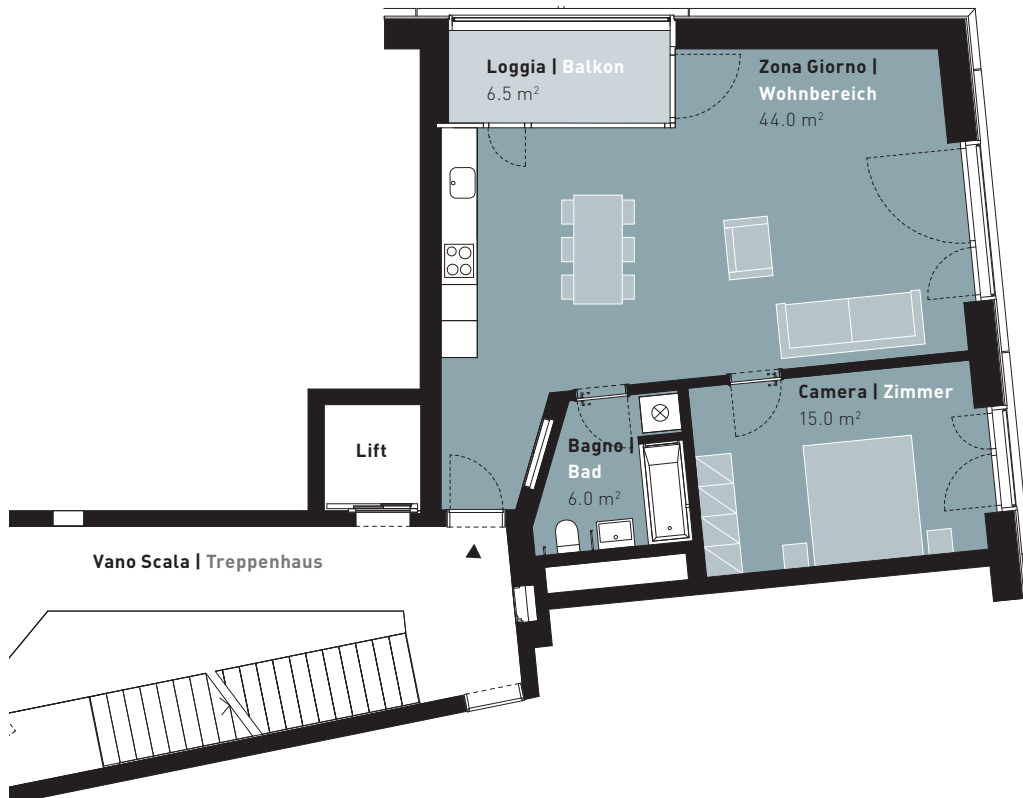 Loggia | Balkon
6.5 m²
Zona Giorno |
Wohnbereich
44.0 m²
Camera | Zimmer
15.0 m²
Bagno |
Bad
6.0 m²
Lift
Vano Scala | Treppenhaus